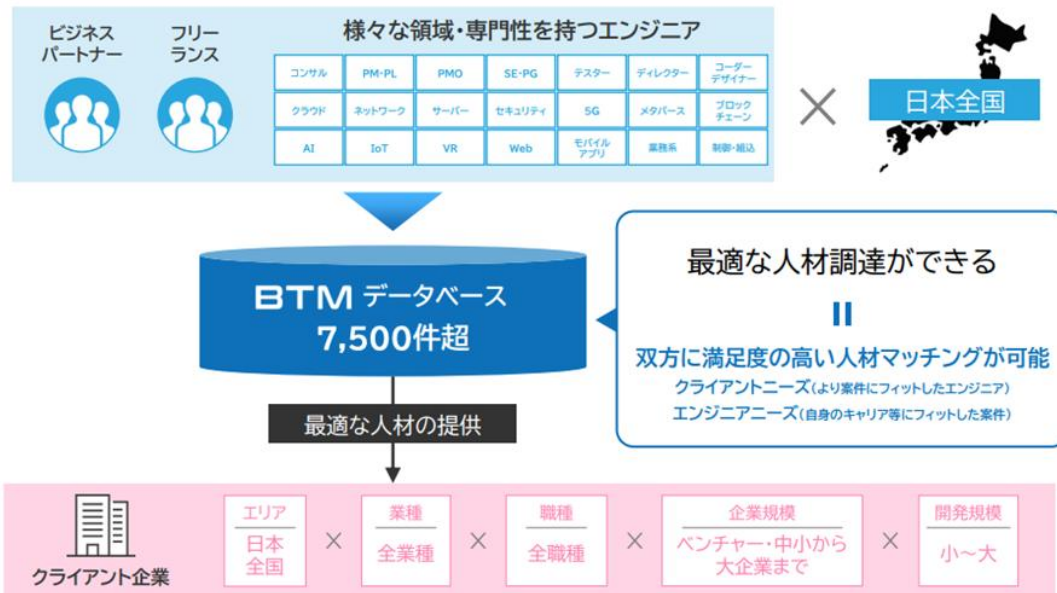 ビジネス
パートナー
フリー
ランス
様々な領域・専門性を持つエンジニア
コンサル
PM・PL
PMO
SE・PG
テスター
ディレクター
コーダー
デザイナー
クラウド
ネットワーク
サーバー
セキュリティ
5G
メタバース
ブロック
チェーン
AI
IoT
VR
Web
モバイル
アプリ
業務系
制御・組込
×
日本全国
BTM データベース
7,500件超
最適な人材調達ができる
=
双方に満足度の高い人材マッチングが可能
クライアントニーズ(より案件にフィットしたエンジニア)
エンジニアニーズ(自身のキャリア等にフィットした案件)
最適な人材の提供
クライアント企業
エリア
日本
全国
×
業種
全業種
×
職種
全職種
×
企業規模
ベンチャー・中小から
大企業まで
×
開発規模
小～大